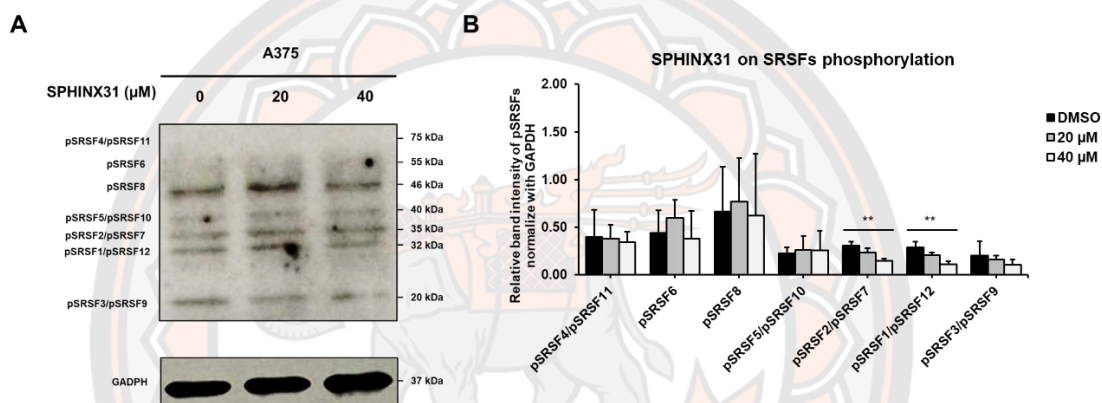 A
A375
SPHINX31 (µM)
0 20 40
pSRSF4/pSRSF11
pSRSF6
pSRSF8
pSRSF5/pSRSF10
pSRSF2/pSRSF7
pSRSF1/pSRSF12
pSRSF3/pSRSF9
75 kDa
55 kDa
46 kDa
40 kDa
35 kDa
32 kDa
20 kDa
GADPH
37 kDa
B
SPHINX31 on SRSFs phosphorylation
Relative band intensity of pSRSFs
normalize with GAPDH
2.00
1.50
1.00
0.50
0.00
**
**
pSRSF4/pSRSF11
pSRSF6
pSRSF8
pSRSF5/pSRSF10
pSRSF2/pSRSF7
pSRSF1/pSRSF12
pSRSF3/pSRSF9
DMSO
20 µM
40 µM